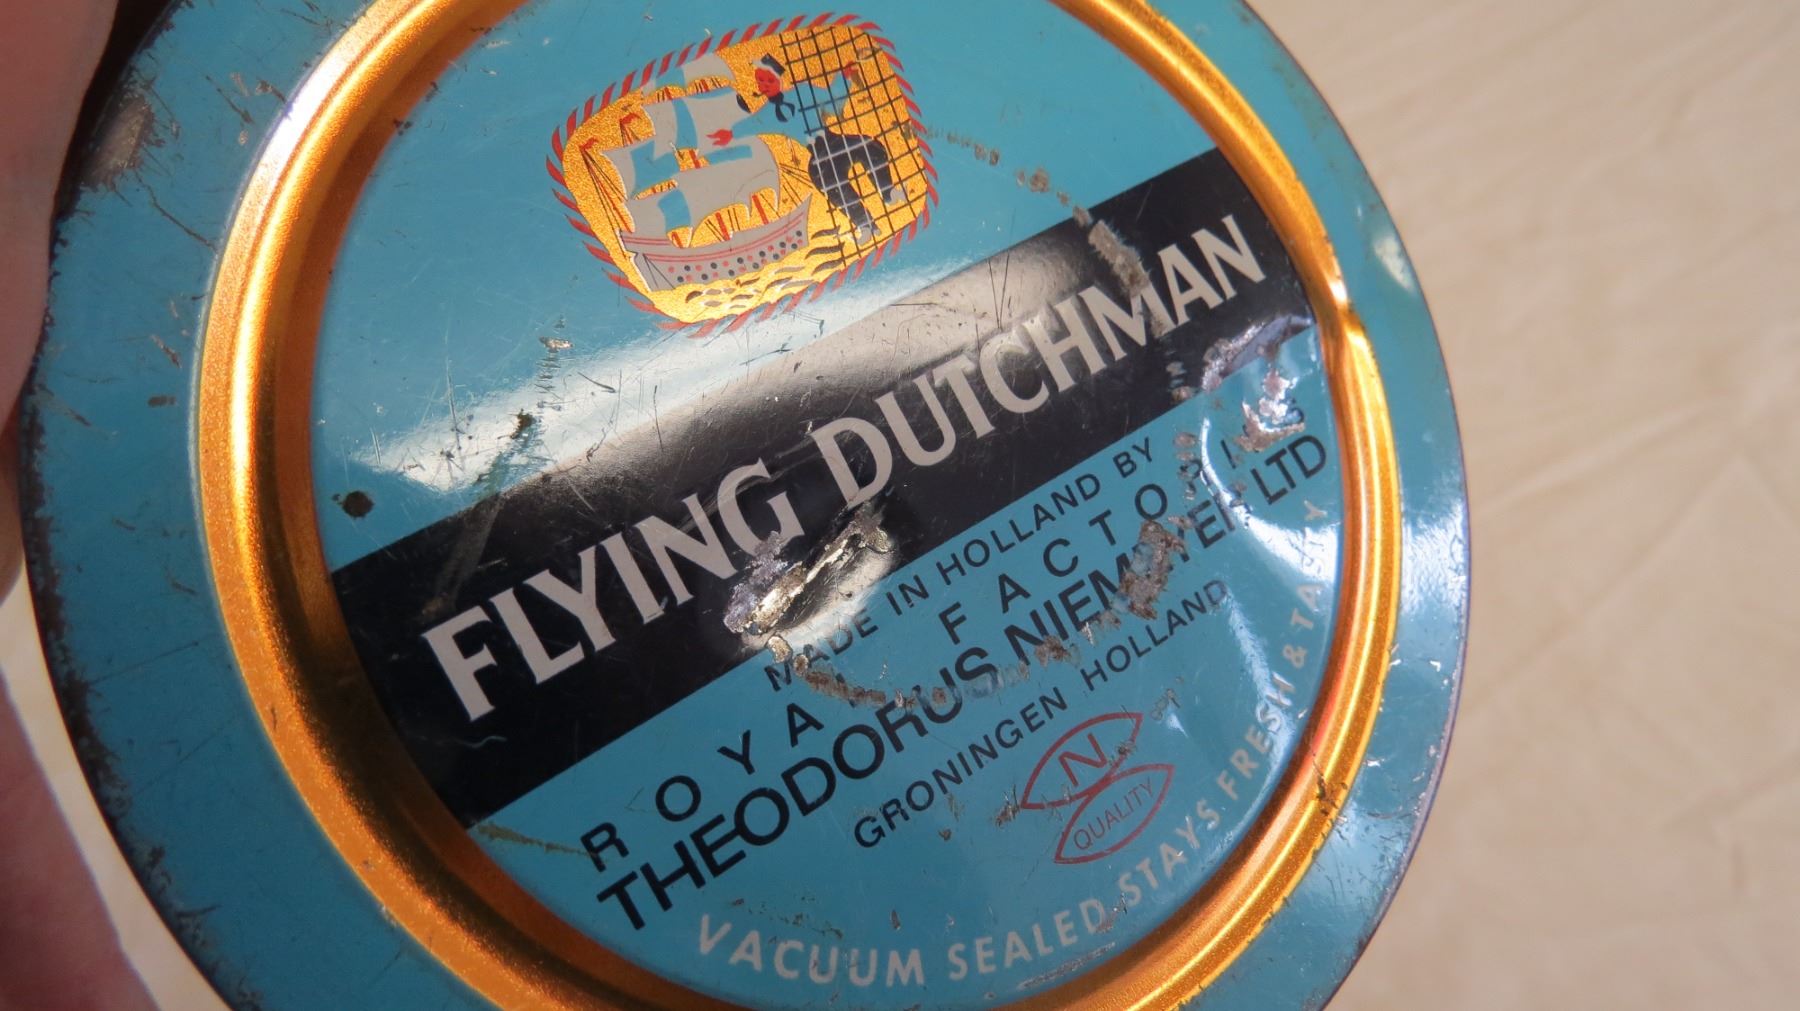 FLYING DUTCHMAN
MADE IN HOLLAND BY
ROYAL FACTORIES
THEODORUS NIEMEYER LTD
GRONINGEN HOLLAND
N
QUALITY
VACUUM SEALED STAYS FRESH & TASTY